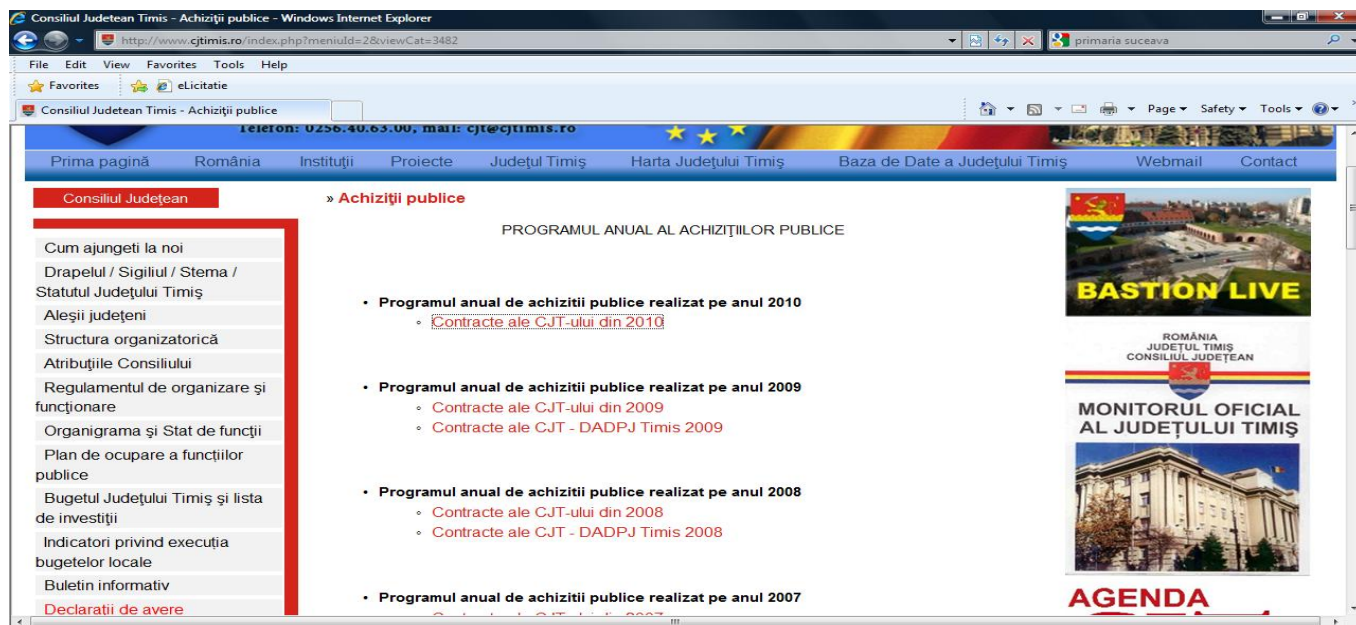 Consiliul Judetean Timis - Achiziţii publice - Windows Internet Explorer
http://www.cjtimis.ro/index.php?meniuId=2&viewCat=3482
primaria suceava
File Edit View Favorites Tools Help
Favorites eLicitatie
Consiliul Judetean Timis - Achiziţii publice
Page Safety Tools
Telefon: 0256.40.63.00, mail: cjt@cjtimis.ro
Prima pagină România Instituţii Proiecte Judeţul Timiş Harta Judeţului Timiş Baza de Date a Judeţului Timiş Webmail Contact
Consiliul Judeţean
Cum ajungeti la noi
Drapelul / Sigiliul / Stema /
Statutul Judeţului Timiş
Aleşii judeţeni
Structura organizatorică
Atribuţiile Consiliului
Regulamentul de organizare şi
funcţionare
Organigrama şi Stat de funcţii
Plan de ocupare a funcţiilor
publice
Bugetul Judeţului Timiş şi lista
de investiţii
Indicatori privind execuţia
bugetelor locale
Buletin informativ
Declaratii de avere
» Achiziţii publice
PROGRAMUL ANUAL AL ACHIZIŢIILOR PUBLICE
• Programul anual de achizitii publice realizat pe anul 2010
◦ Contracte ale CJT-ului din 2010
• Programul anual de achizitii publice realizat pe anul 2009
◦ Contracte ale CJT-ului din 2009
◦ Contracte ale CJT - DADPJ Timis 2009
• Programul anual de achizitii publice realizat pe anul 2008
◦ Contracte ale CJT-ului din 2008
◦ Contracte ale CJT - DADPJ Timis 2008
• Programul anual de achizitii publice realizat pe anul 2007
BASTION LIVE
ROMÂNIA
JUDEŢUL TIMIŞ
CONSILIUL JUDEŢEAN
MONITORUL OFICIAL
AL JUDEŢULUI TIMIŞ
AGENDA